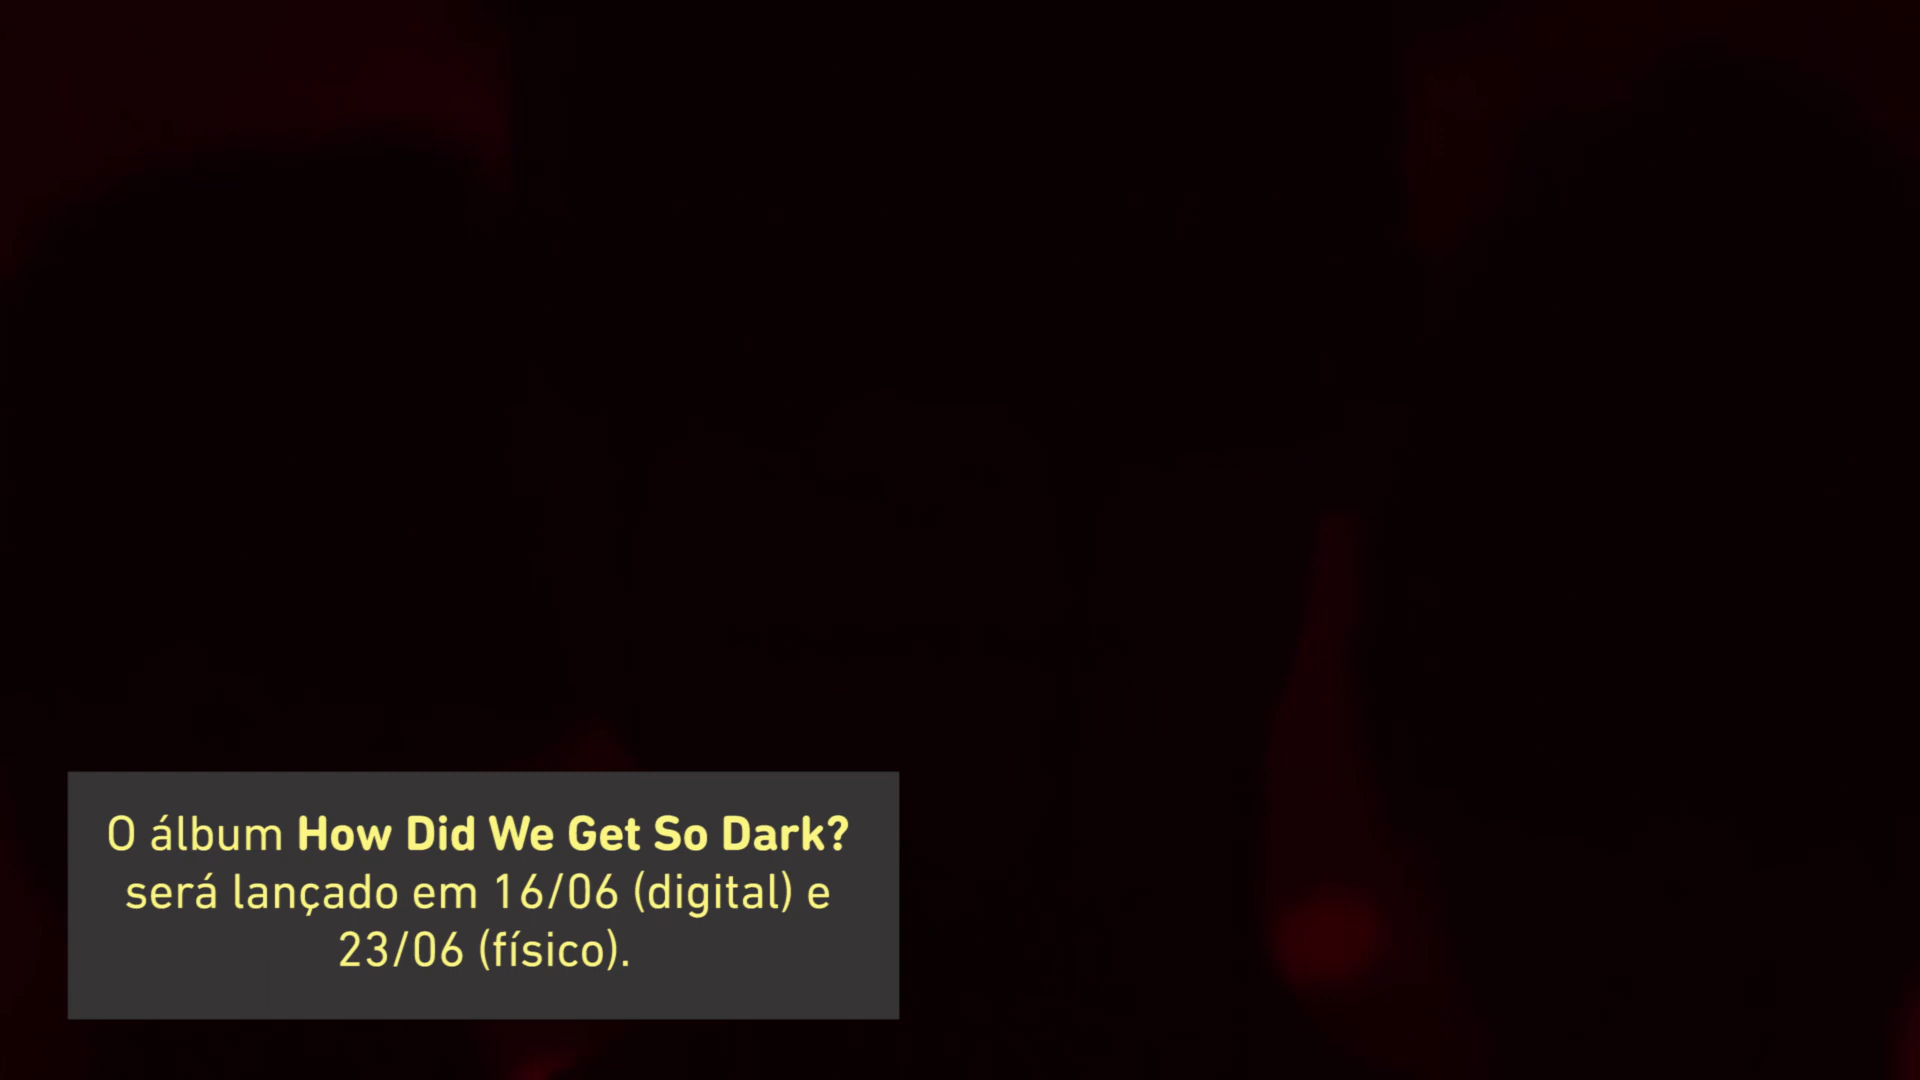 O álbum How Did We Get So Dark?
será lançado em 16/06 (digital) e
23/06 (físico).